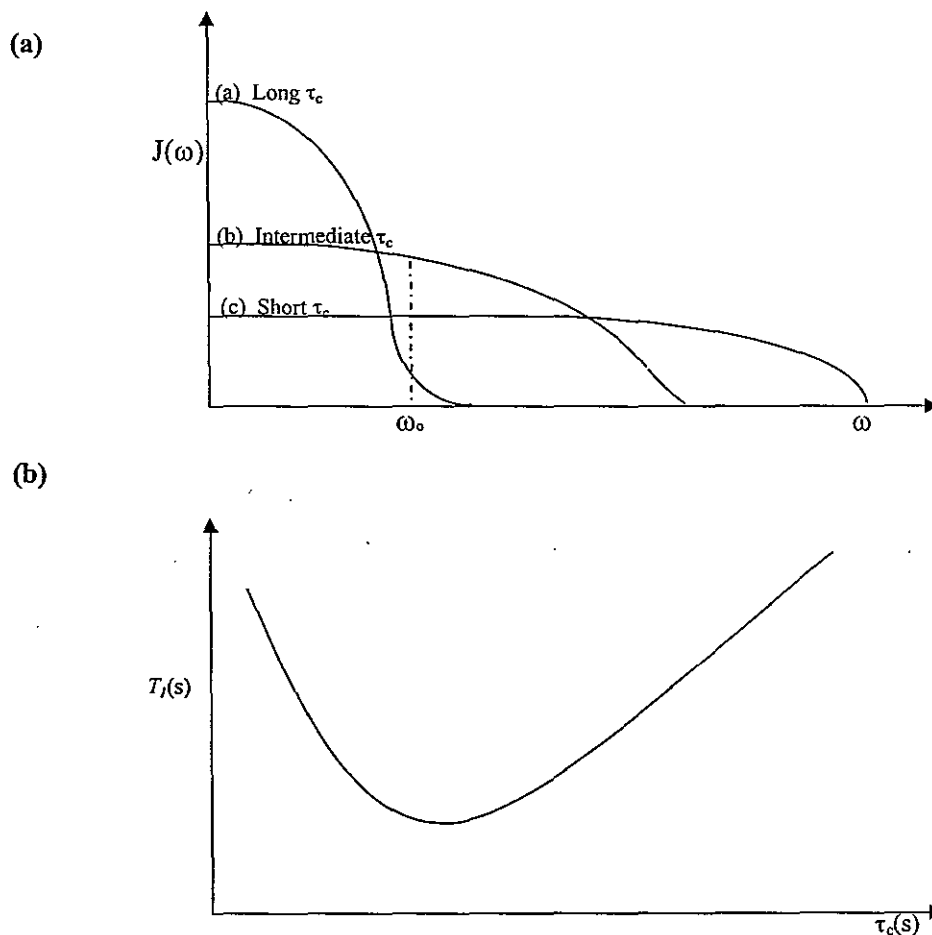 (a)
(a) Long τc
J(ω)
(b) Intermediate τc
(c) Short τc
ωo
ω
(b)
T1(s)
τc(s)